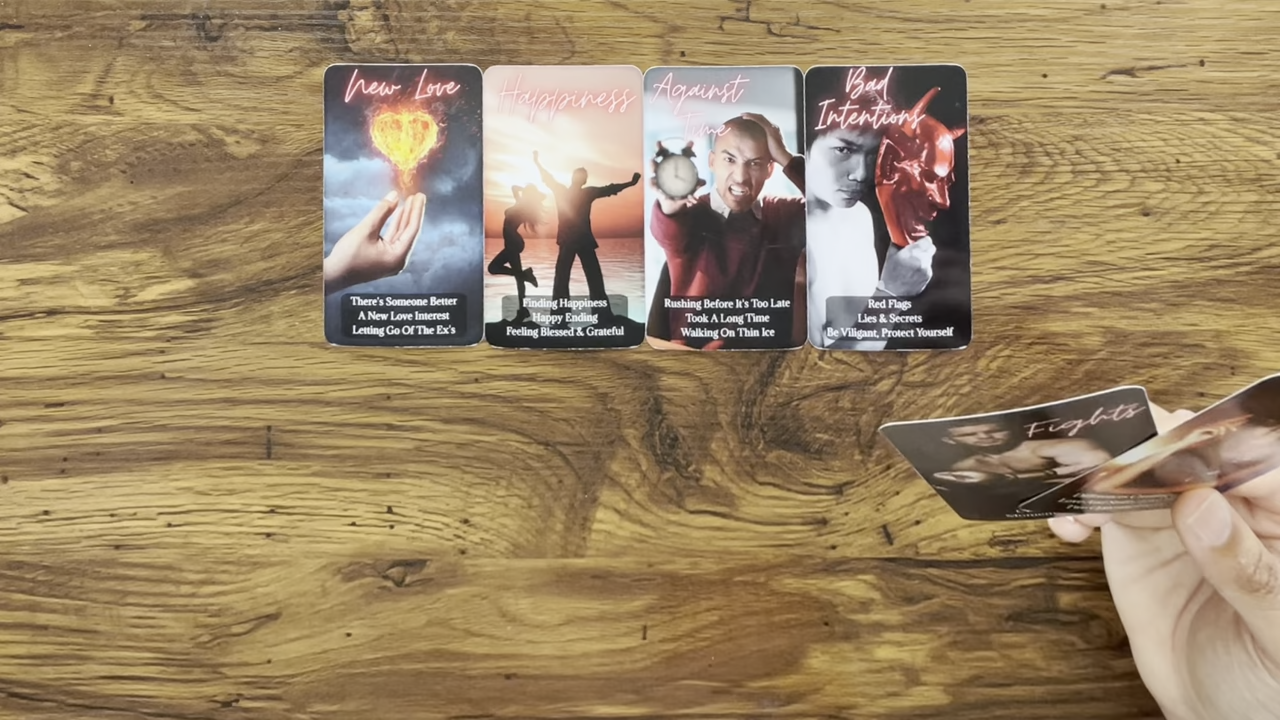 New Love
There's Someone Better
A New Love Interest
Letting Go Of The Ex's
Happiness
Finding Happiness
Happy Ending
Feeling Blessed & Grateful
Against
Time
Rushing Before It's Too Late
Took A Long Time
Walking On Thin Ice
Bad
Intentions
Red Flags
Lies & Secrets
Be Viligant, Protect Yourself
Fights